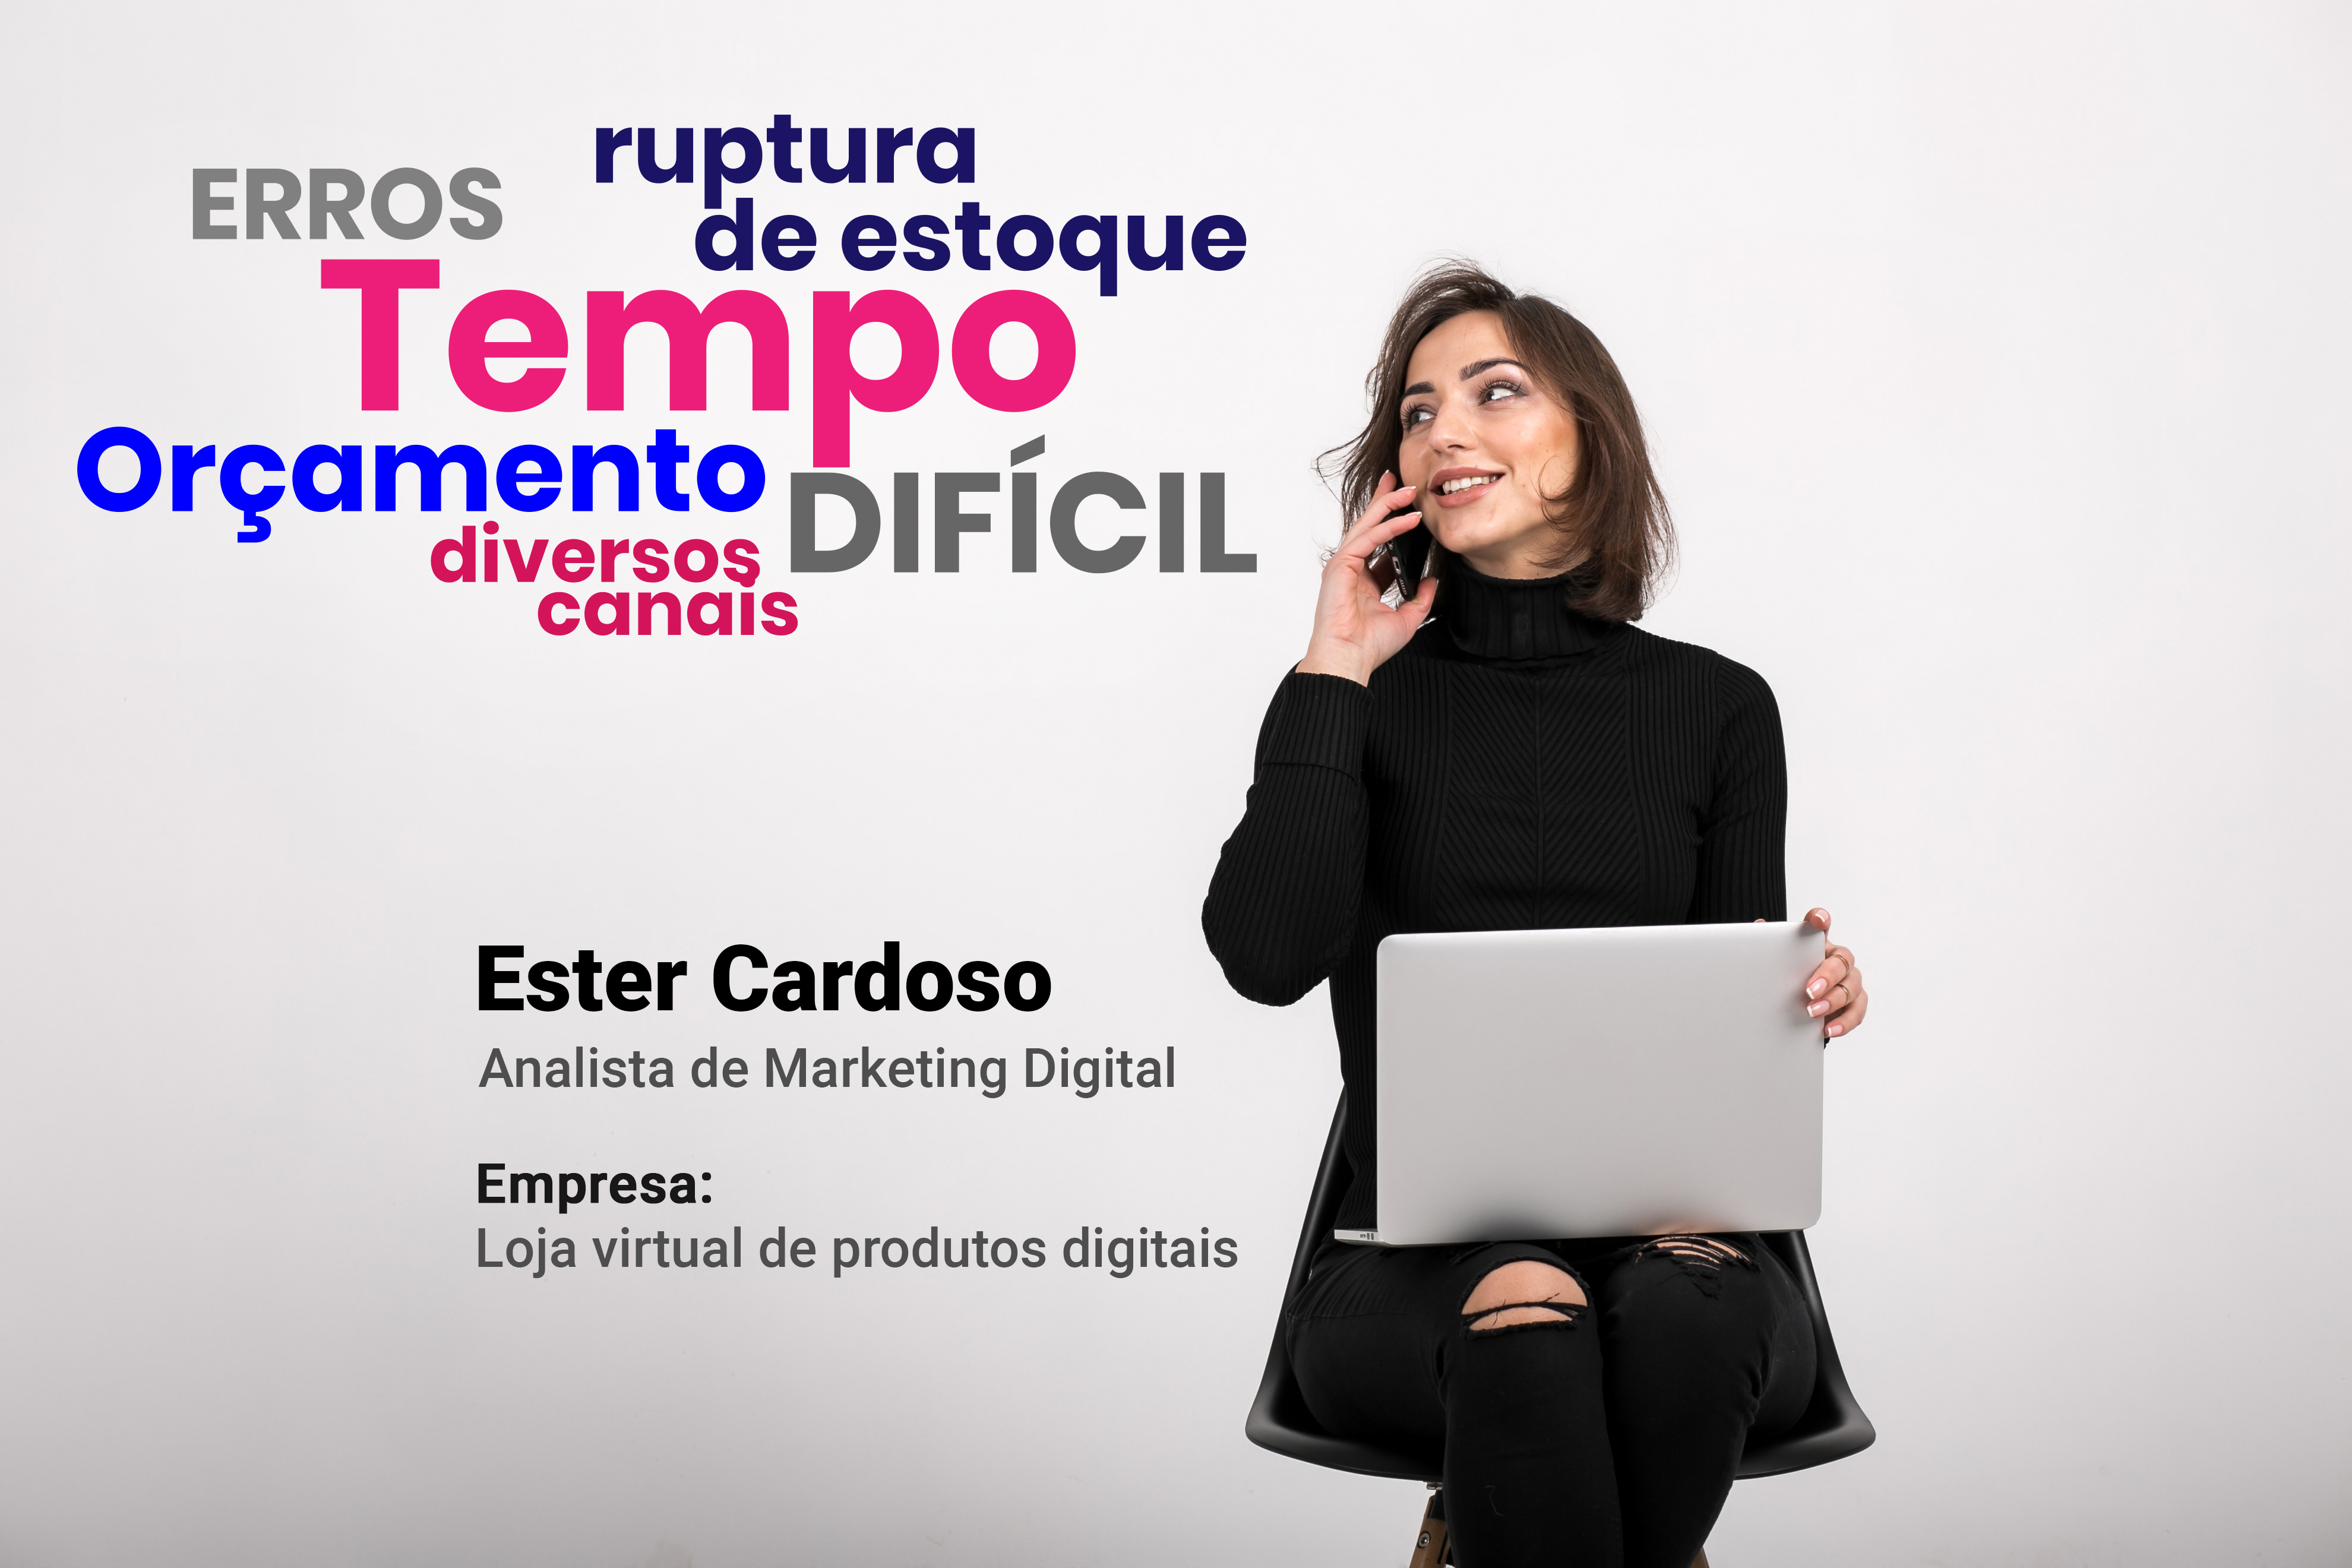 ERROS
ruptura
de estoque
Tempo
Orçamento
DIFÍCIL
diversos
canais
Ester Cardoso
Analista de Marketing Digital
Empresa:
Loja virtual de produtos digitais